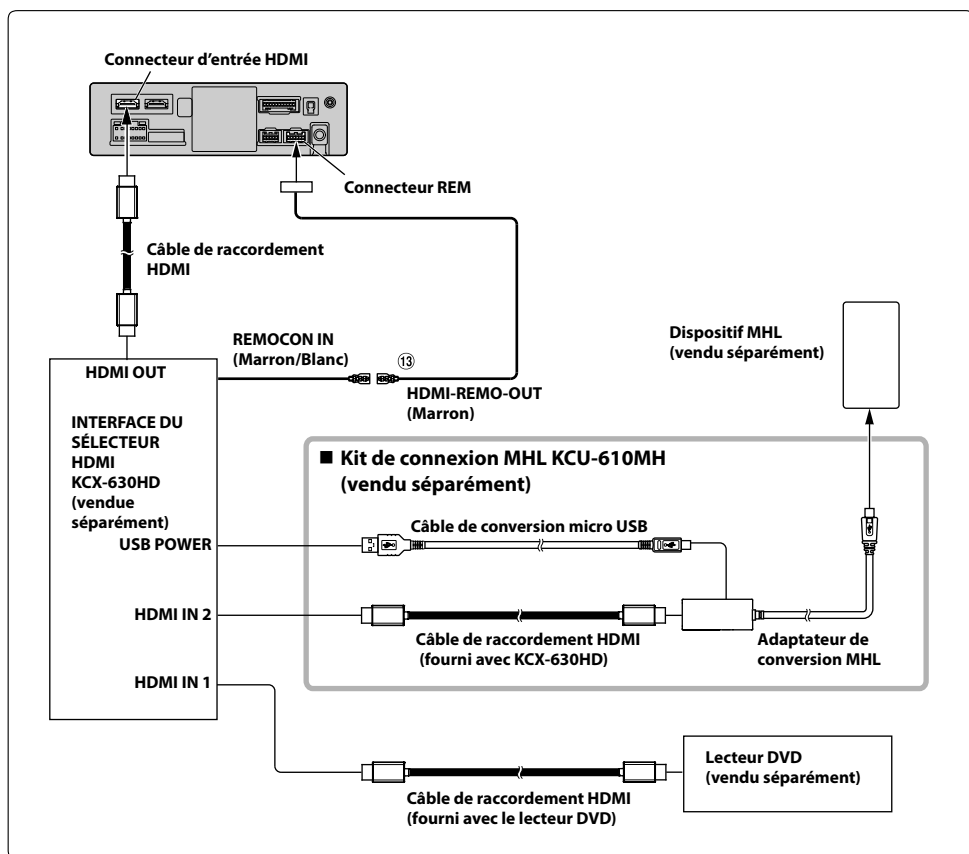 Connecteur d'entrée HDMI
Connecteur REM
Câble de raccordement
HDMI
REMOCON IN
(Marron/Blanc)
⑬
HDMI-REMO-OUT
(Marron)
Dispositif MHL
(vendu séparément)
HDMI OUT
INTERFACE DU
SÉLECTEUR
HDMI
KCX-630HD
(vendue
séparément)
USB POWER
HDMI IN 2
HDMI IN 1
■ Kit de connexion MHL KCU-610MH
(vendu séparément)
Câble de conversion micro USB
Câble de raccordement HDMI
(fourni avec KCX-630HD)
Adaptateur de
conversion MHL
Lecteur DVD
(vendu séparément)
Câble de raccordement HDMI
(fourni avec le lecteur DVD)